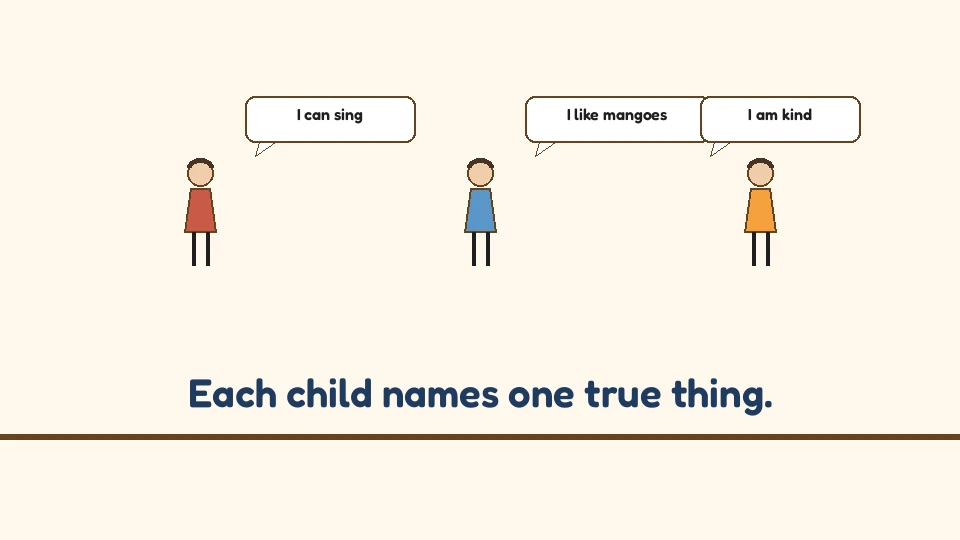 I can sing
I like mangoes
I am kind
Each child names one true thing.